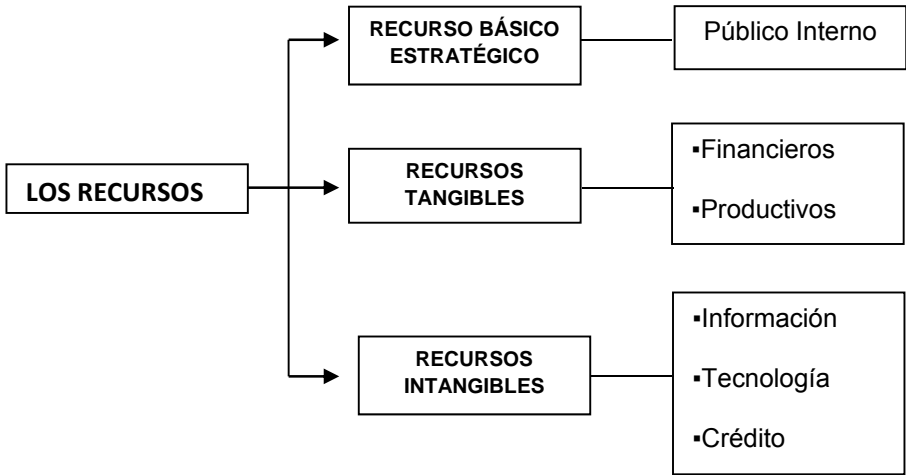 RECURSO BÁSICO
ESTRATÉGICO
Público Interno
LOS RECURSOS
RECURSOS
TANGIBLES
▪Financieros
▪Productivos
RECURSOS
INTANGIBLES
▪Información
▪Tecnología
▪Crédito